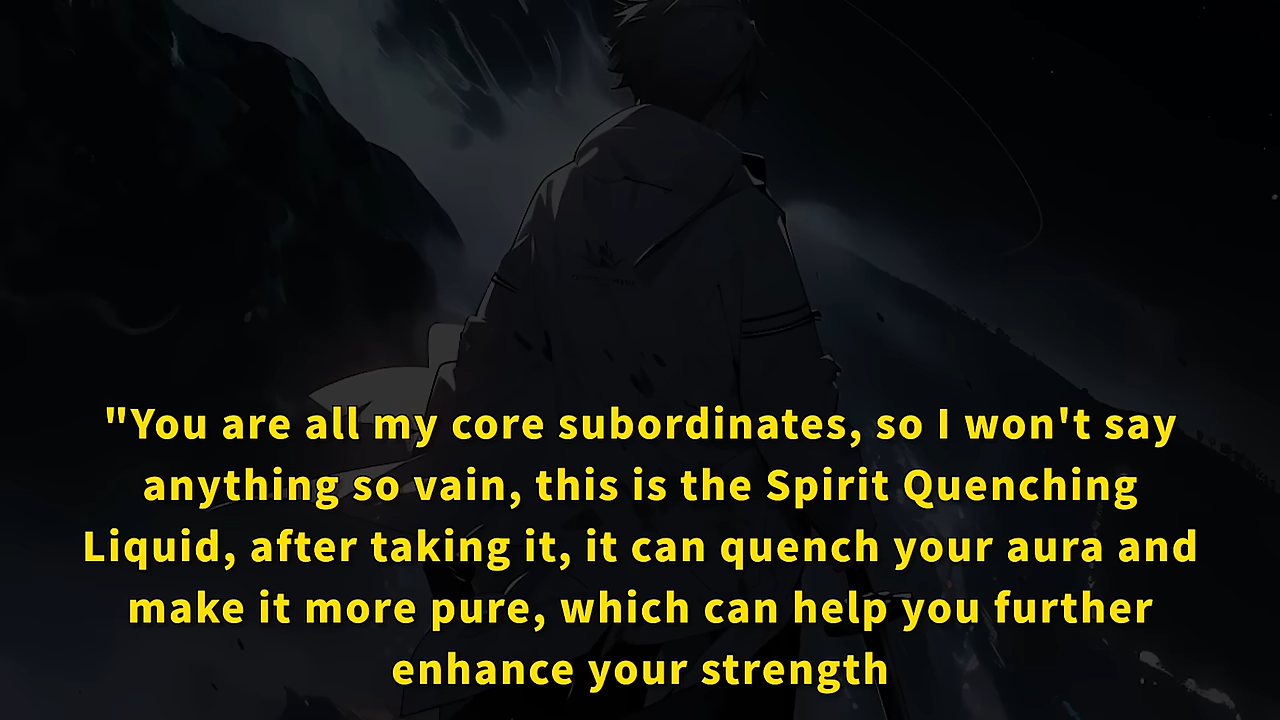 "You are all my core subordinates, so I won't say
anything so vain, this is the Spirit Quenching
Liquid, after taking it, it can quench your aura and
make it more pure, which can help you further
enhance your strength